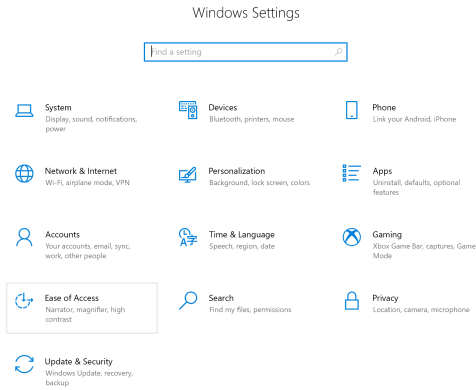 Windows Settings
Find a setting
System
Display, sound, notifications,
power
Devices
Bluetooth, printers, mouse
Phone
Link your Android, iPhone
Network & Internet
Wi-Fi, airplane mode, VPN
Personalization
Background, lock screen, colors
Apps
Uninstall, defaults, optional
features
Accounts
Your accounts, email, sync,
work, other people
Time & Language
Speech, region, date
Gaming
Xbox Game Bar, captures, Game
Mode
Ease of Access
Narrator, magnifier, high
contrast
Search
Find my files, permissions
Privacy
Location, camera, microphone
Update & Security
Windows Update, recovery,
backup